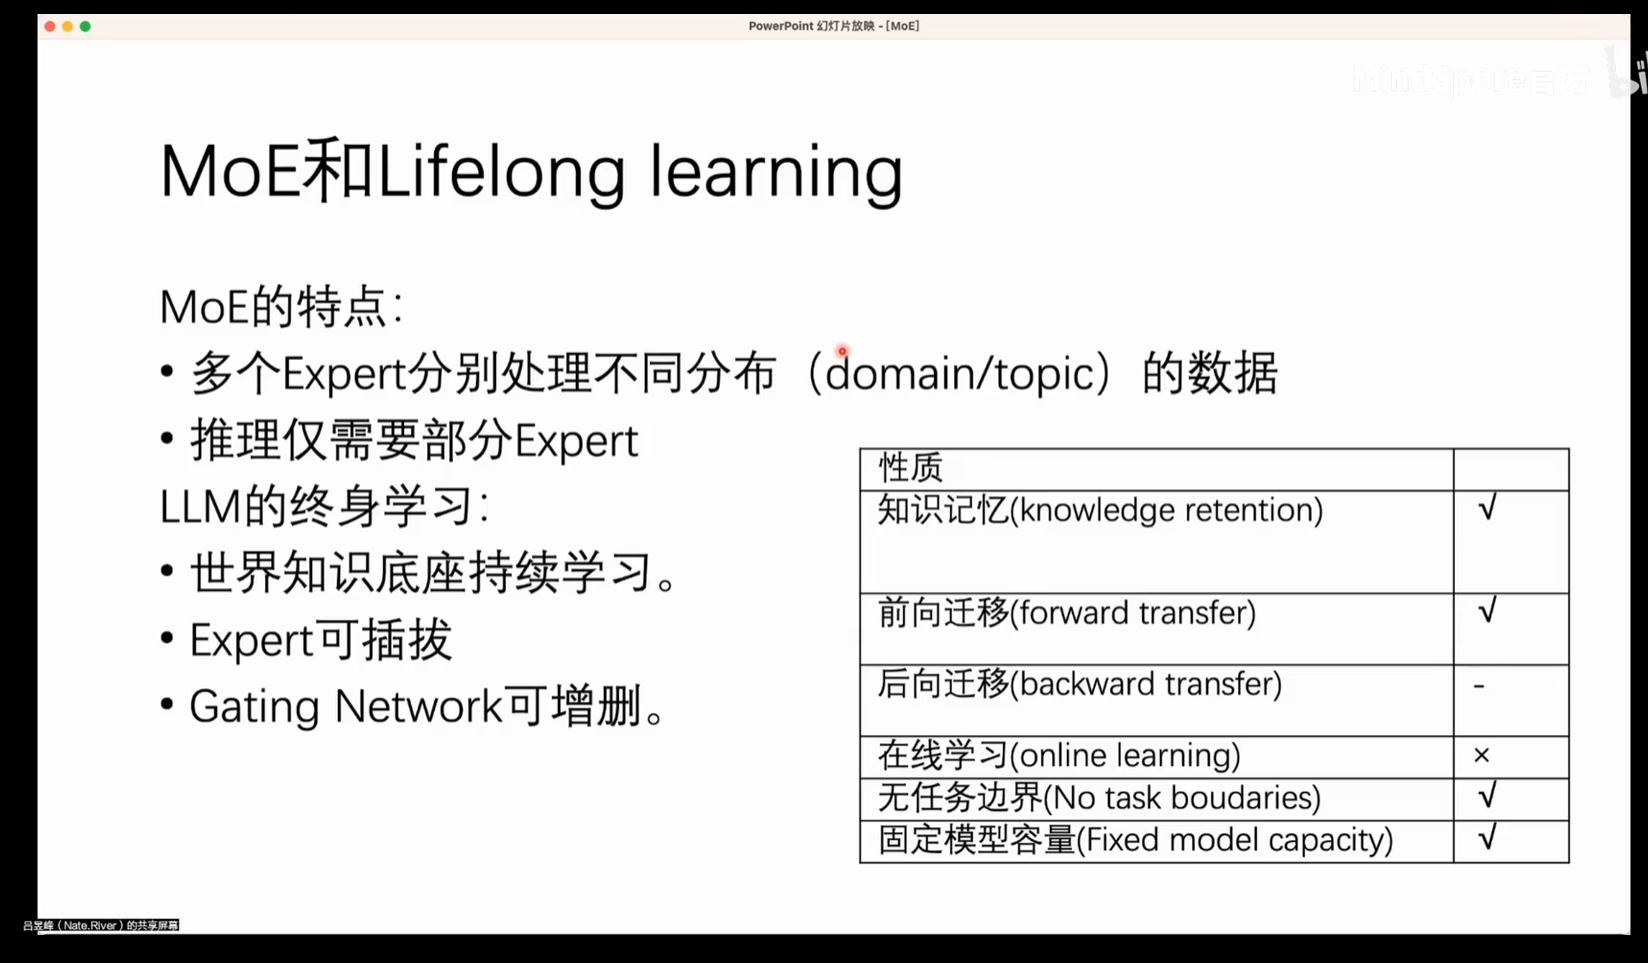 PowerPoint 幻灯片放映 - [MoE]
MindSpore官方
MoE和Lifelong learning
MoE的特点：
• 多个Expert分别处理不同分布（domain/topic）的数据
• 推理仅需要部分Expert
LLM的终身学习：
• 世界知识底座持续学习。
• Expert可插拔
• Gating Network可增删。
性质
知识记忆(knowledge retention) √
前向迁移(forward transfer) √
后向迁移(backward transfer) -
在线学习(online learning) ×
无任务边界(No task boudaries) √
固定模型容量(Fixed model capacity) √
吕昱峰（Nate.River）的共享屏幕